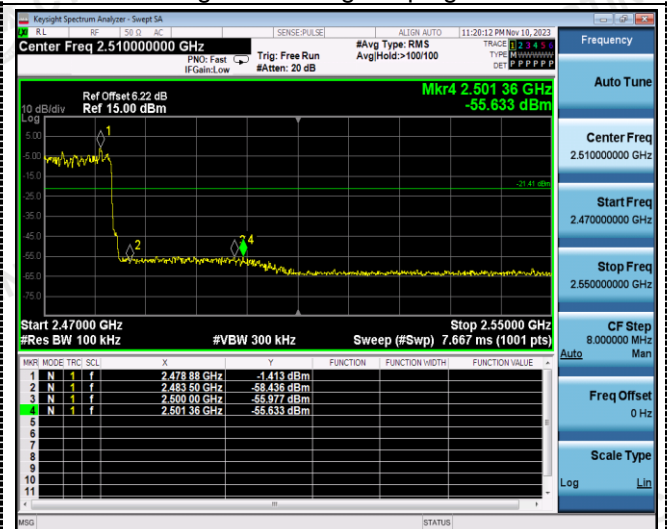 Keysight Spectrum Analyzer - Swept SA
RL RF 50 Ω AC SENSE:PULSE ALIGN AUTO 11:20:12 PM Nov 10, 2023
Center Freq 2.510000000 GHz #Avg Type: RMS TRACE 1 2 3 4 5 6
PNO: Fast Trig: Free Run Avg|Hold:>100/100 TYPE M WWWWW
IFGain:Low #Atten: 20 dB DET P P P P P P
Ref Offset 6.22 dB Mkr4 2.501 36 GHz
10 dB/div Ref 15.00 dBm -55.633 dBm
Log
5.00
-5.00
-15.0
-25.0
-35.0
-45.0
-55.0
-65.0
-75.0
1
-21.41 dBm
2
4
Start 2.47000 GHz Stop 2.55000 GHz
#Res BW 100 kHz #VBW 300 kHz Sweep (#Swp) 7.667 ms (1001 pts)
MKR MODE TRC SCL X Y FUNCTION FUNCTION WIDTH FUNCTION VALUE
1 N 1 f 2.478 88 GHz -1.413 dBm
2 N 1 f 2.483 50 GHz -58.436 dBm
3 N 1 f 2.500 00 GHz -55.977 dBm
4 N 1 f 2.501 36 GHz -55.633 dBm
5
6
7
8
9
10
11
MSG STATUS
Frequency
Auto Tune
Center Freq
2.510000000 GHz
Start Freq
2.470000000 GHz
Stop Freq
2.550000000 GHz
CF Step
8.000000 MHz
Auto Man
Freq Offset
0 Hz
Scale Type
Log Lin